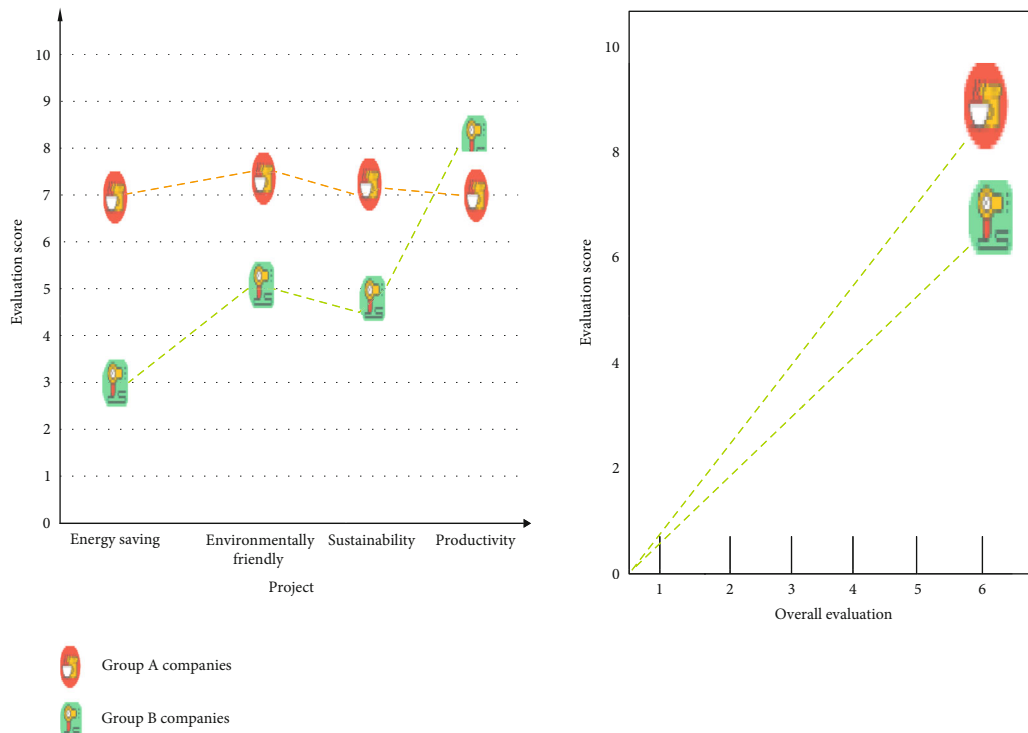 10
9
8
7
6
5
4
3
2
1
0
Evaluation score
Energy saving
Environmentally
friendly
Sustainability
Productivity
Project
Group A companies
Group B companies
10
8
6
4
2
0
Evaluation score
1 2 3 4 5 6
Overall evaluation